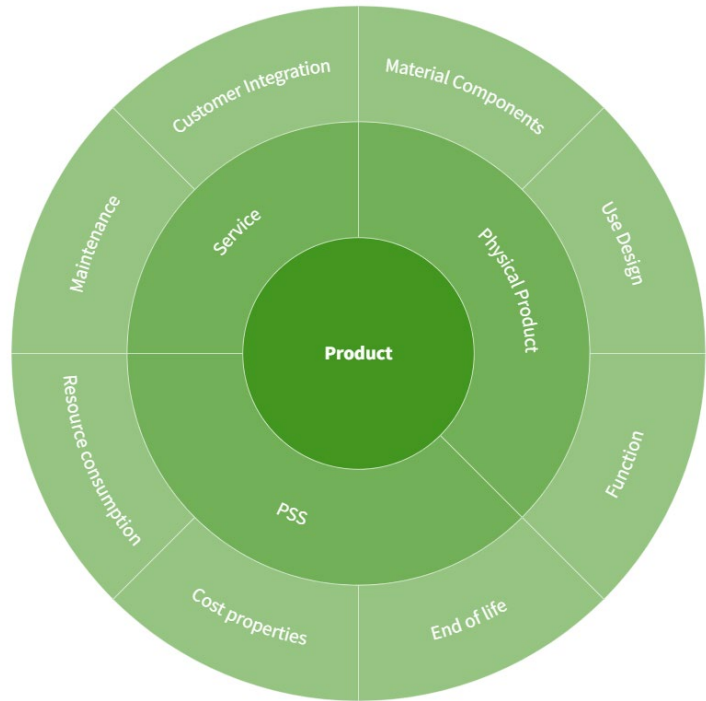 Product
Physical Product
PSS
Service
Material Components
Use Design
Function
End of life
Cost properties
Resource consumption
Maintenance
Customer Integration